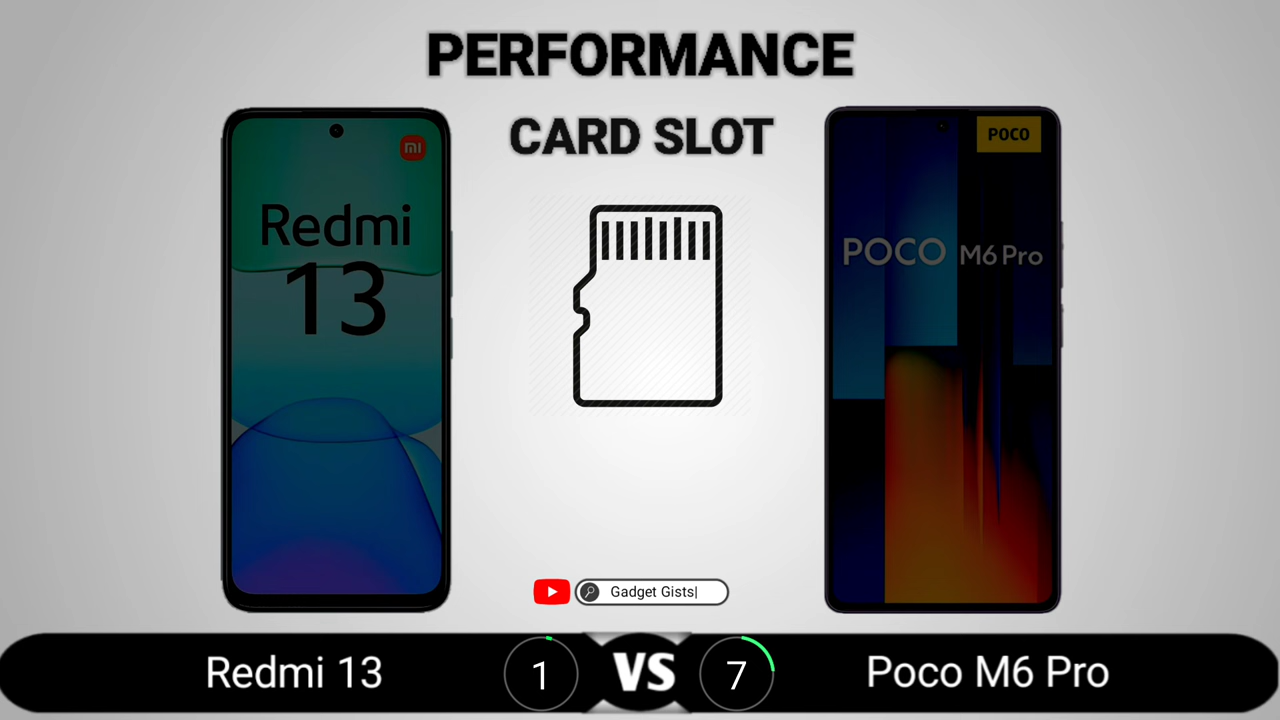 PERFORMANCE
CARD SLOT
mi
Redmi
13
POCO
POCO M6 Pro
Gadget Gists|
Redmi 13
1
VS
7
Poco M6 Pro